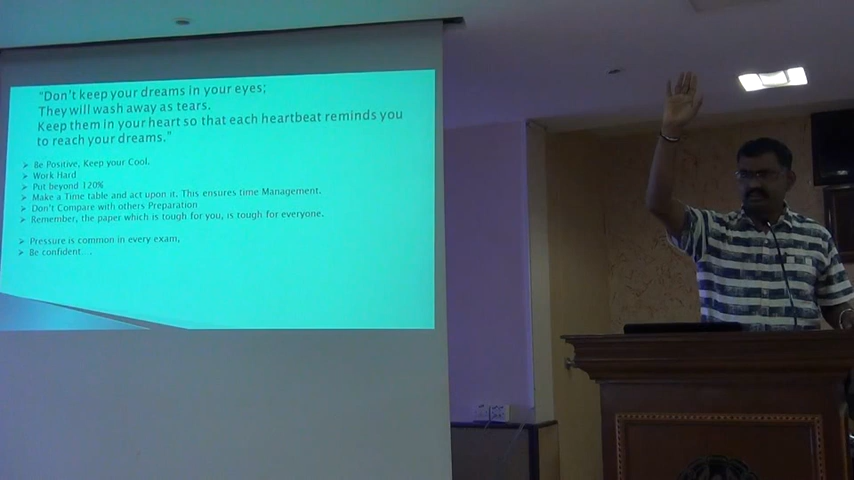 "Don't keep your dreams in your eyes;
They will wash away as tears.
Keep them in your heart so that each heartbeat reminds you
to reach your dreams."
Be Positive, Keep your Cool.
Work Hard
Put beyond 120%
Make a Time table and act upon it. This ensures time Management.
Don't Compare with others Preparation
Remember, the paper which is tough for you, is tough for everyone.
Pressure is common in every exam,
Be confident....